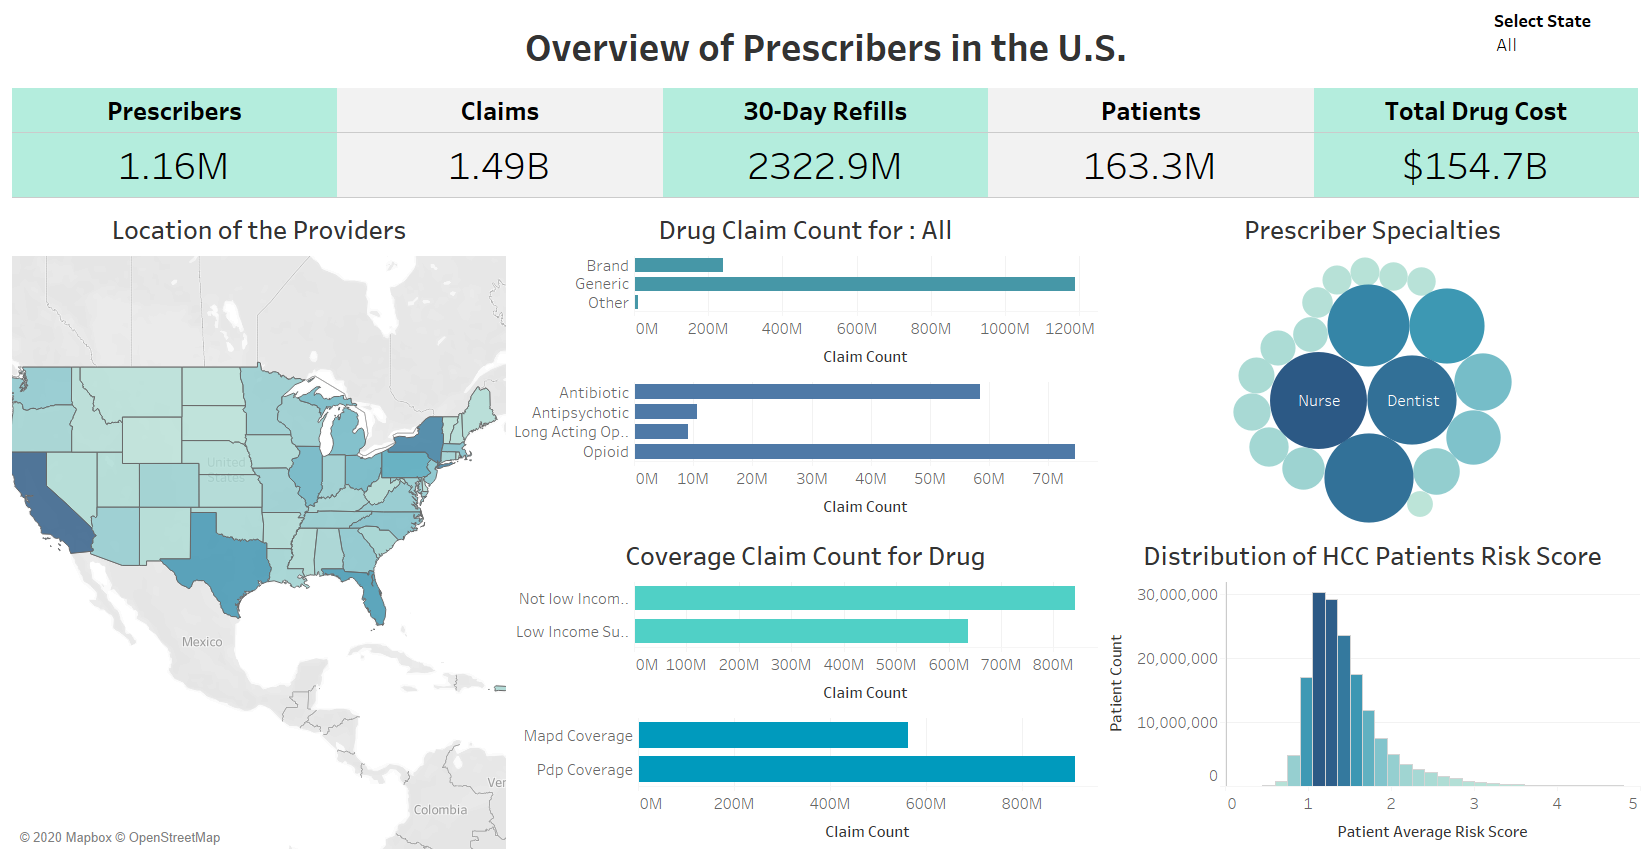 Select State
All
Overview of Prescribers in the U.S.
Prescribers
Claims
30-Day Refills
Patients
Total Drug Cost
1.16M
1.49B
2322.9M
163.3M
$154.7B
Location of the Providers
United
States
Mexico
Ver
Colombia
© 2020 Mapbox © OpenStreetMap
Drug Claim Count for : All
Brand
Generic
Other
0M 200M 400M 600M 800M 1000M 1200M
Claim Count
Antibiotic
Antipsychotic
Long Acting Op..
Opioid
0M 10M 20M 30M 40M 50M 60M 70M
Claim Count
Coverage Claim Count for Drug
Not low Incom..
Low Income Su..
0M 100M 200M 300M 400M 500M 600M 700M 800M
Claim Count
Mapd Coverage
Pdp Coverage
0M 200M 400M 600M 800M
Claim Count
Prescriber Specialties
Nurse
Dentist
Distribution of HCC Patients Risk Score
Patient Count
30,000,000
20,000,000
10,000,000
0
0 1 2 3 4 5
Patient Average Risk Score